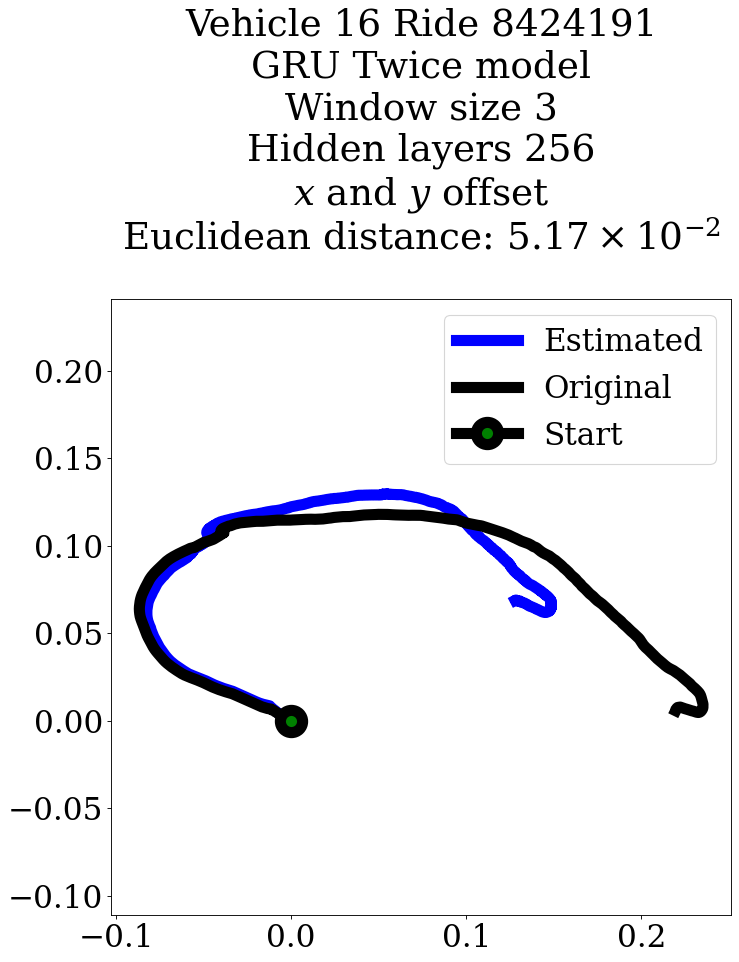 Vehicle 16 Ride 8424191
GRU Twice model
Window size 3
Hidden layers 256
x and y offset
Euclidean distance: 5.17 × 10⁻²
Estimated
Original
Start
0.20
0.15
0.10
0.05
0.00
−0.05
−0.10
−0.1 0.0 0.1 0.2